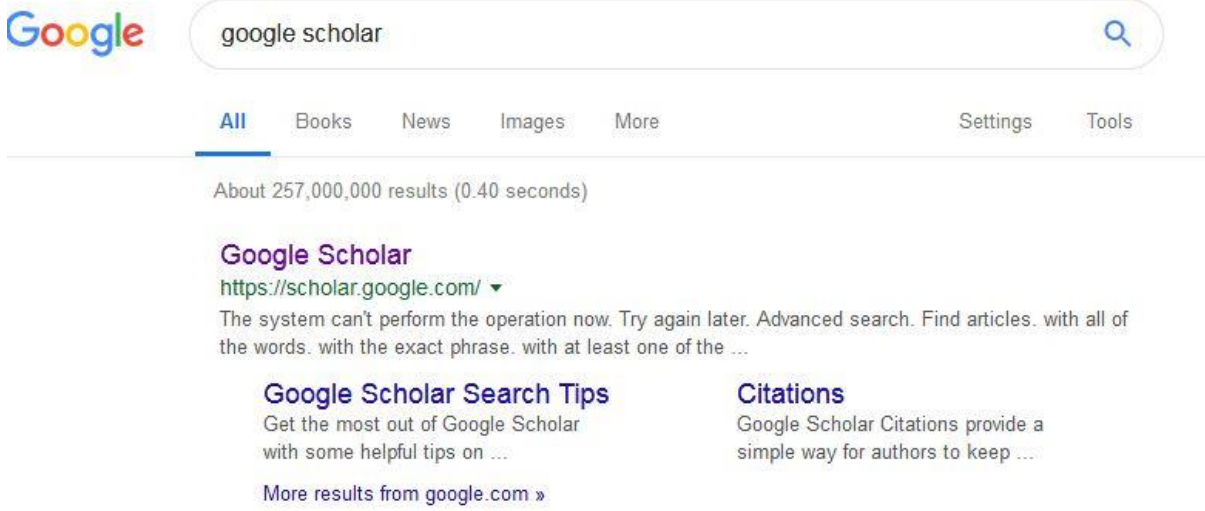 Google google scholar
All Books News Images More Settings Tools
About 257,000,000 results (0.40 seconds)
Google Scholar
https://scholar.google.com/
The system can't perform the operation now. Try again later. Advanced search. Find articles. with all of
the words. with the exact phrase. with at least one of the ...
Google Scholar Search Tips
Get the most out of Google Scholar
with some helpful tips on ...
Citations
Google Scholar Citations provide a
simple way for authors to keep ...
More results from google.com »